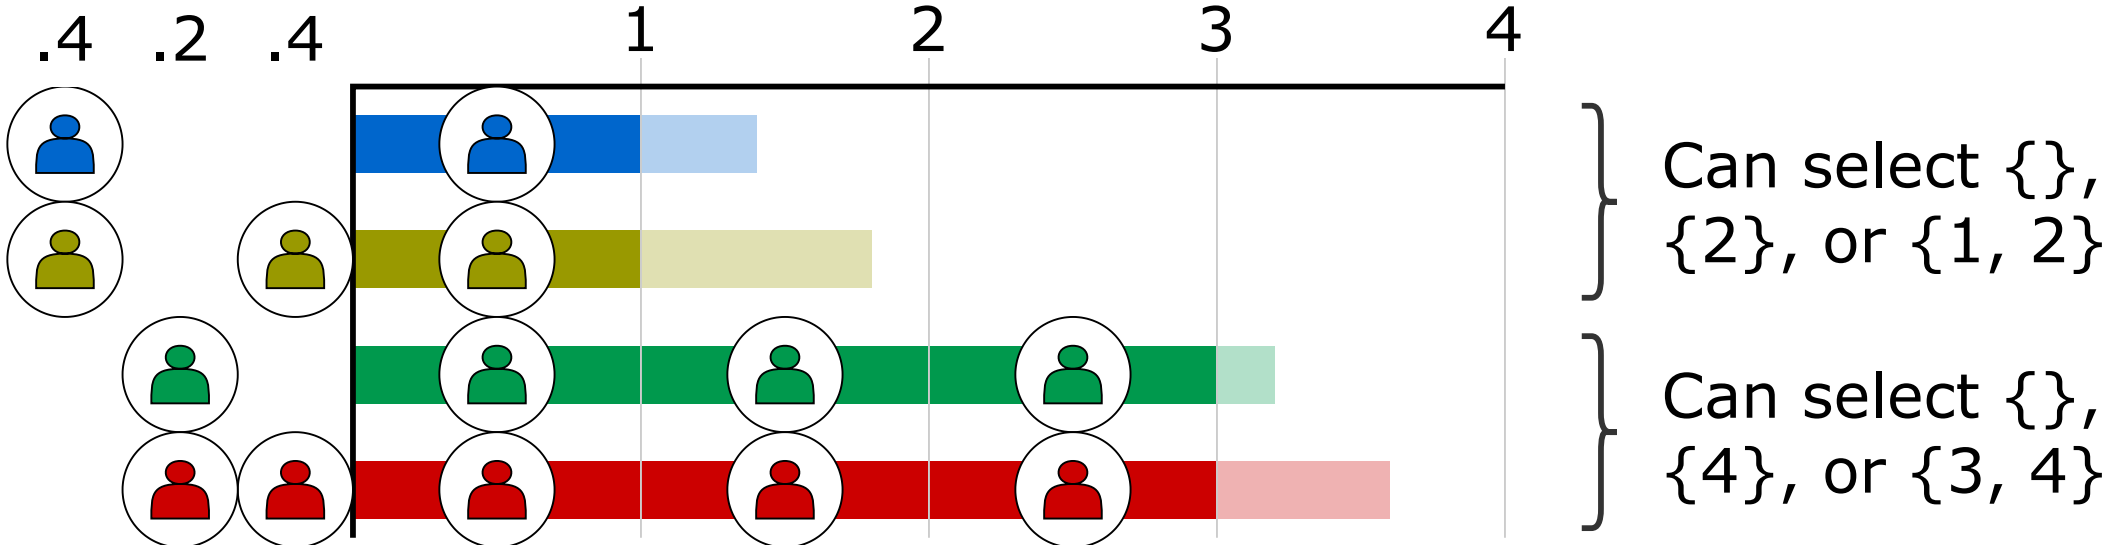 .4 .2 .4 1 2 3 4
Can select {},
{2}, or {1, 2}
Can select {},
{4}, or {3, 4}